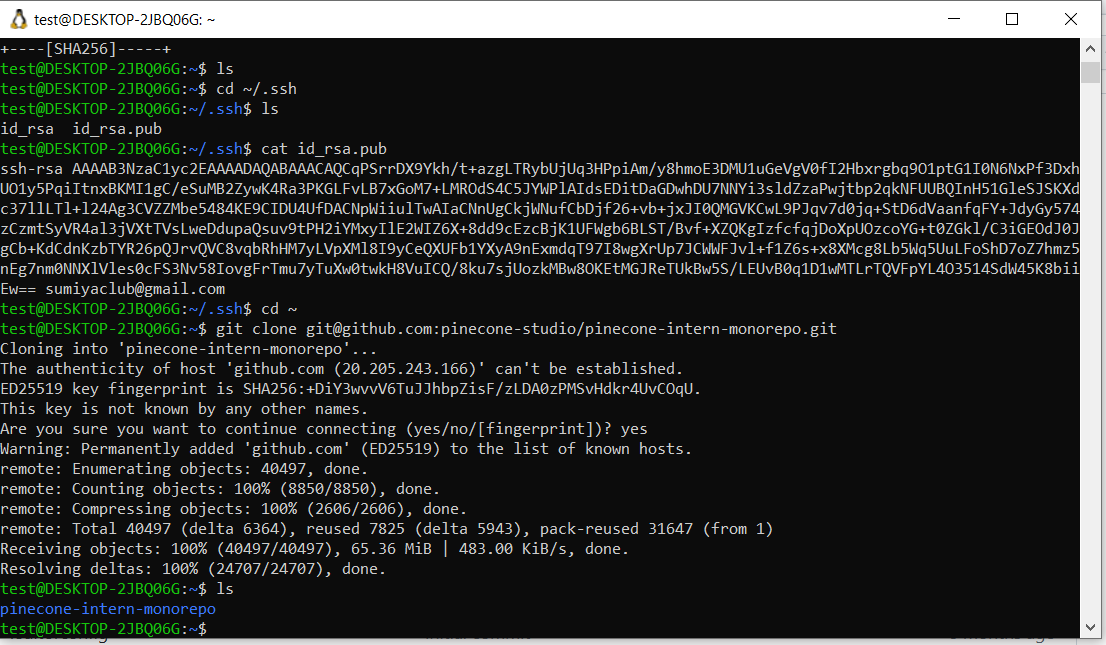 test@DESKTOP-2JBQ06G: ~
+----[SHA256]-----+
test@DESKTOP-2JBQ06G:~$ ls
test@DESKTOP-2JBQ06G:~$ cd ~/.ssh
test@DESKTOP-2JBQ06G:~/.ssh$ ls
id_rsa  id_rsa.pub
test@DESKTOP-2JBQ06G:~/.ssh$ cat id_rsa.pub
ssh-rsa AAAAB3NzaC1yc2EAAAADAQABAAACAQCqPSrrDX9Ykh/t+azgLTRybUjUq3HPpiAm/y8hmoE3DMU1uGeVgV0fI2Hbxrgbq9O1ptG1I0N6NxPf3Dxh
UO1y5PqiItnxBKMI1gC/eSuMB2ZywK4Ra3PKGLFvLB7xGoM7+LMROdS4C5JYWPlAIdsEDitDaGDwhDU7NNYi3sldZzaPwjtbp2qkNFUUBQInH51GleSJSKXd
c37llLTl+l24Ag3CVZZMbe5484KE9CIDU4UfDACNpWiiulTwAIaCNnUgCkjWNufCbDjf26+vb+jxJI0QMGVKCwL9PJqv7d0jq+StD6dVaanfqFY+JdyGy574
zCzmtSyVR4al3jVXtTVsLweDdupaQsuv9tPH2iYMxyIlE2WIZ6X+8dd9cEzcBjK1UFWgb6BLST/Bvf+XZQKgIzfcfqjDoXpUOzcoYG+t0ZGkl/C3iGEOdJ0J
gCb+KdCdnKzbTYR26pQJrvQVC8vqbRhHM7yLVpXMl8I9yCeQXUFb1YXyA9nExmdqT97I8wgXrUp7JCWWFJvl+f1Z6s+x8XMcg8Lb5Wq5UuLFoShD7oZ7hmz5
nEg7nm0NNXlVles0cFS3Nv58IovgFrTmu7yTuXw0twkH8VuICQ/8ku7sjUozkMBw8OKEtMGJReTUkBw5S/LEUvB0q1D1wMTLrTQVFpYL4O3514SdW45K8bii
Ew== sumiyaclub@gmail.com
test@DESKTOP-2JBQ06G:~/.ssh$ cd ~
test@DESKTOP-2JBQ06G:~$ git clone git@github.com:pinecone-studio/pinecone-intern-monorepo.git
Cloning into 'pinecone-intern-monorepo'...
The authenticity of host 'github.com (20.205.243.166)' can't be established.
ED25519 key fingerprint is SHA256:+DiY3wvvV6TuJJhbpZisF/zLDA0zPMSvHdkr4UvCOqU.
This key is not known by any other names.
Are you sure you want to continue connecting (yes/no/[fingerprint])? yes
Warning: Permanently added 'github.com' (ED25519) to the list of known hosts.
remote: Enumerating objects: 40497, done.
remote: Counting objects: 100% (8850/8850), done.
remote: Compressing objects: 100% (2606/2606), done.
remote: Total 40497 (delta 6364), reused 7825 (delta 5943), pack-reused 31647 (from 1)
Receiving objects: 100% (40497/40497), 65.36 MiB | 483.00 KiB/s, done.
Resolving deltas: 100% (24707/24707), done.
test@DESKTOP-2JBQ06G:~$ ls
pinecone-intern-monorepo
test@DESKTOP-2JBQ06G:~$